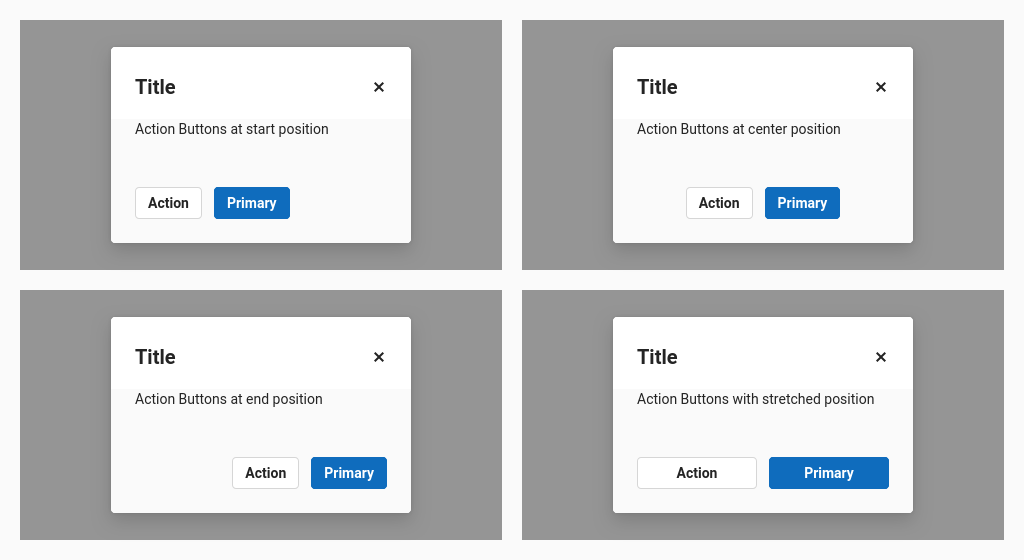 Title ×
Action Buttons at start position
Action Primary
Title ×
Action Buttons at center position
Action Primary
Title ×
Action Buttons at end position
Action Primary
Title ×
Action Buttons with stretched position
Action Primary